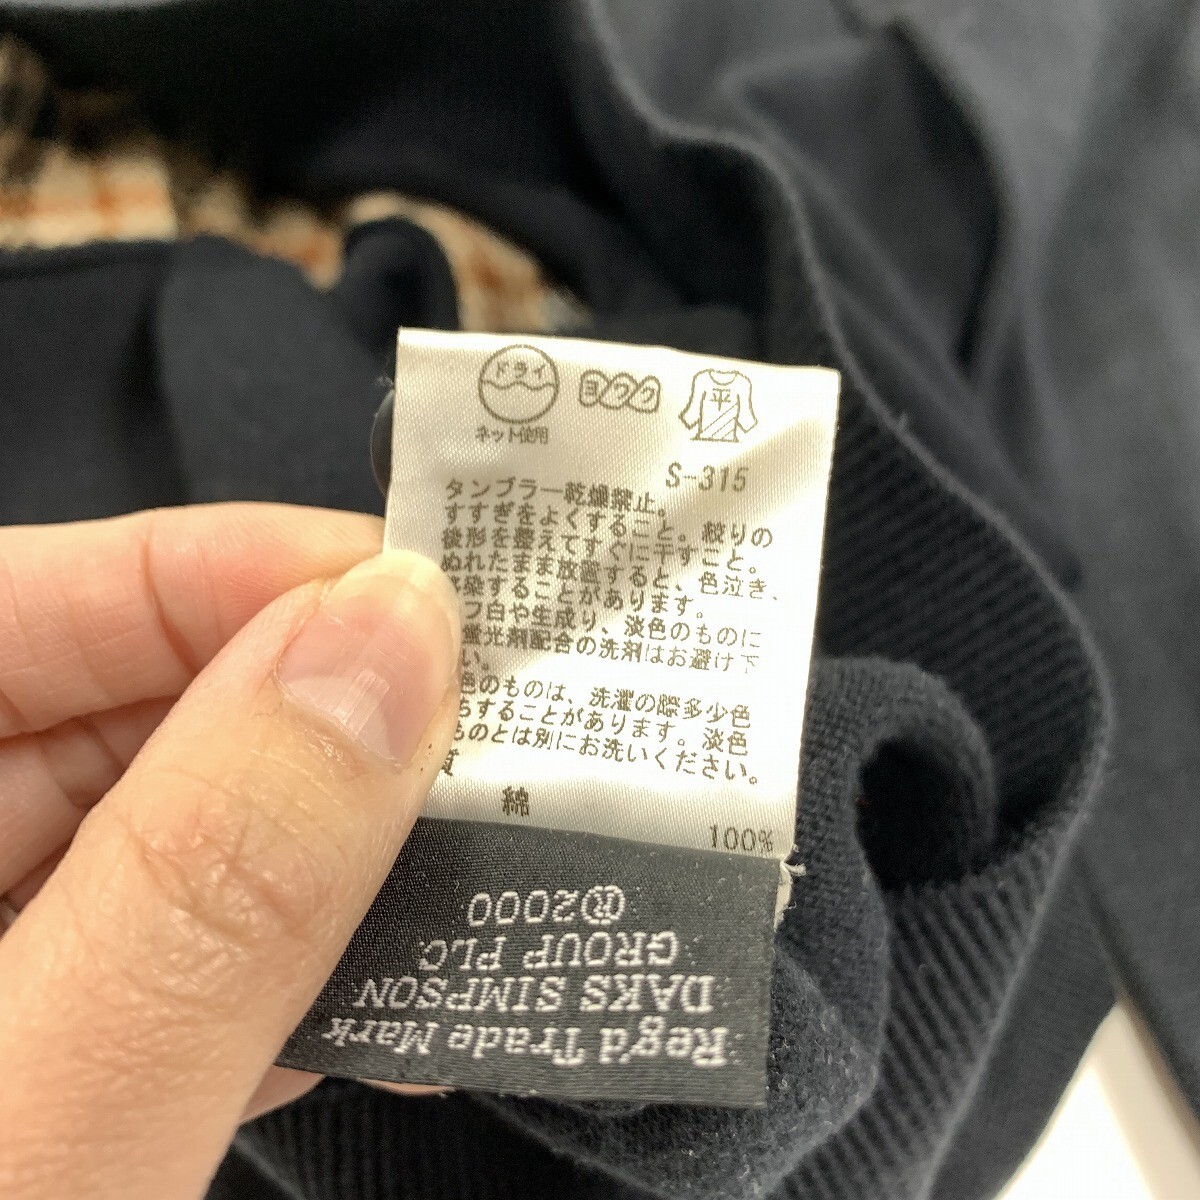 ドライ ヨワク 平
ネット使用
S-315
タンブラー乾燥禁止。
すすぎをよくすること。絞りの
後形を整えてすぐに干すこと。
ぬれたまま放置すると、色泣き、
染することがあります。
フ白や生成り、淡色のものに
蛍光剤配合の洗剤はお避け下
い。
色のものは、洗濯の際多少色
ちすることがあります。淡色
ものとは別にお洗いください。
質
綿
100%
Reg'd Trade Mark
DAKS SIMPSON
GROUP PLC.
@2000